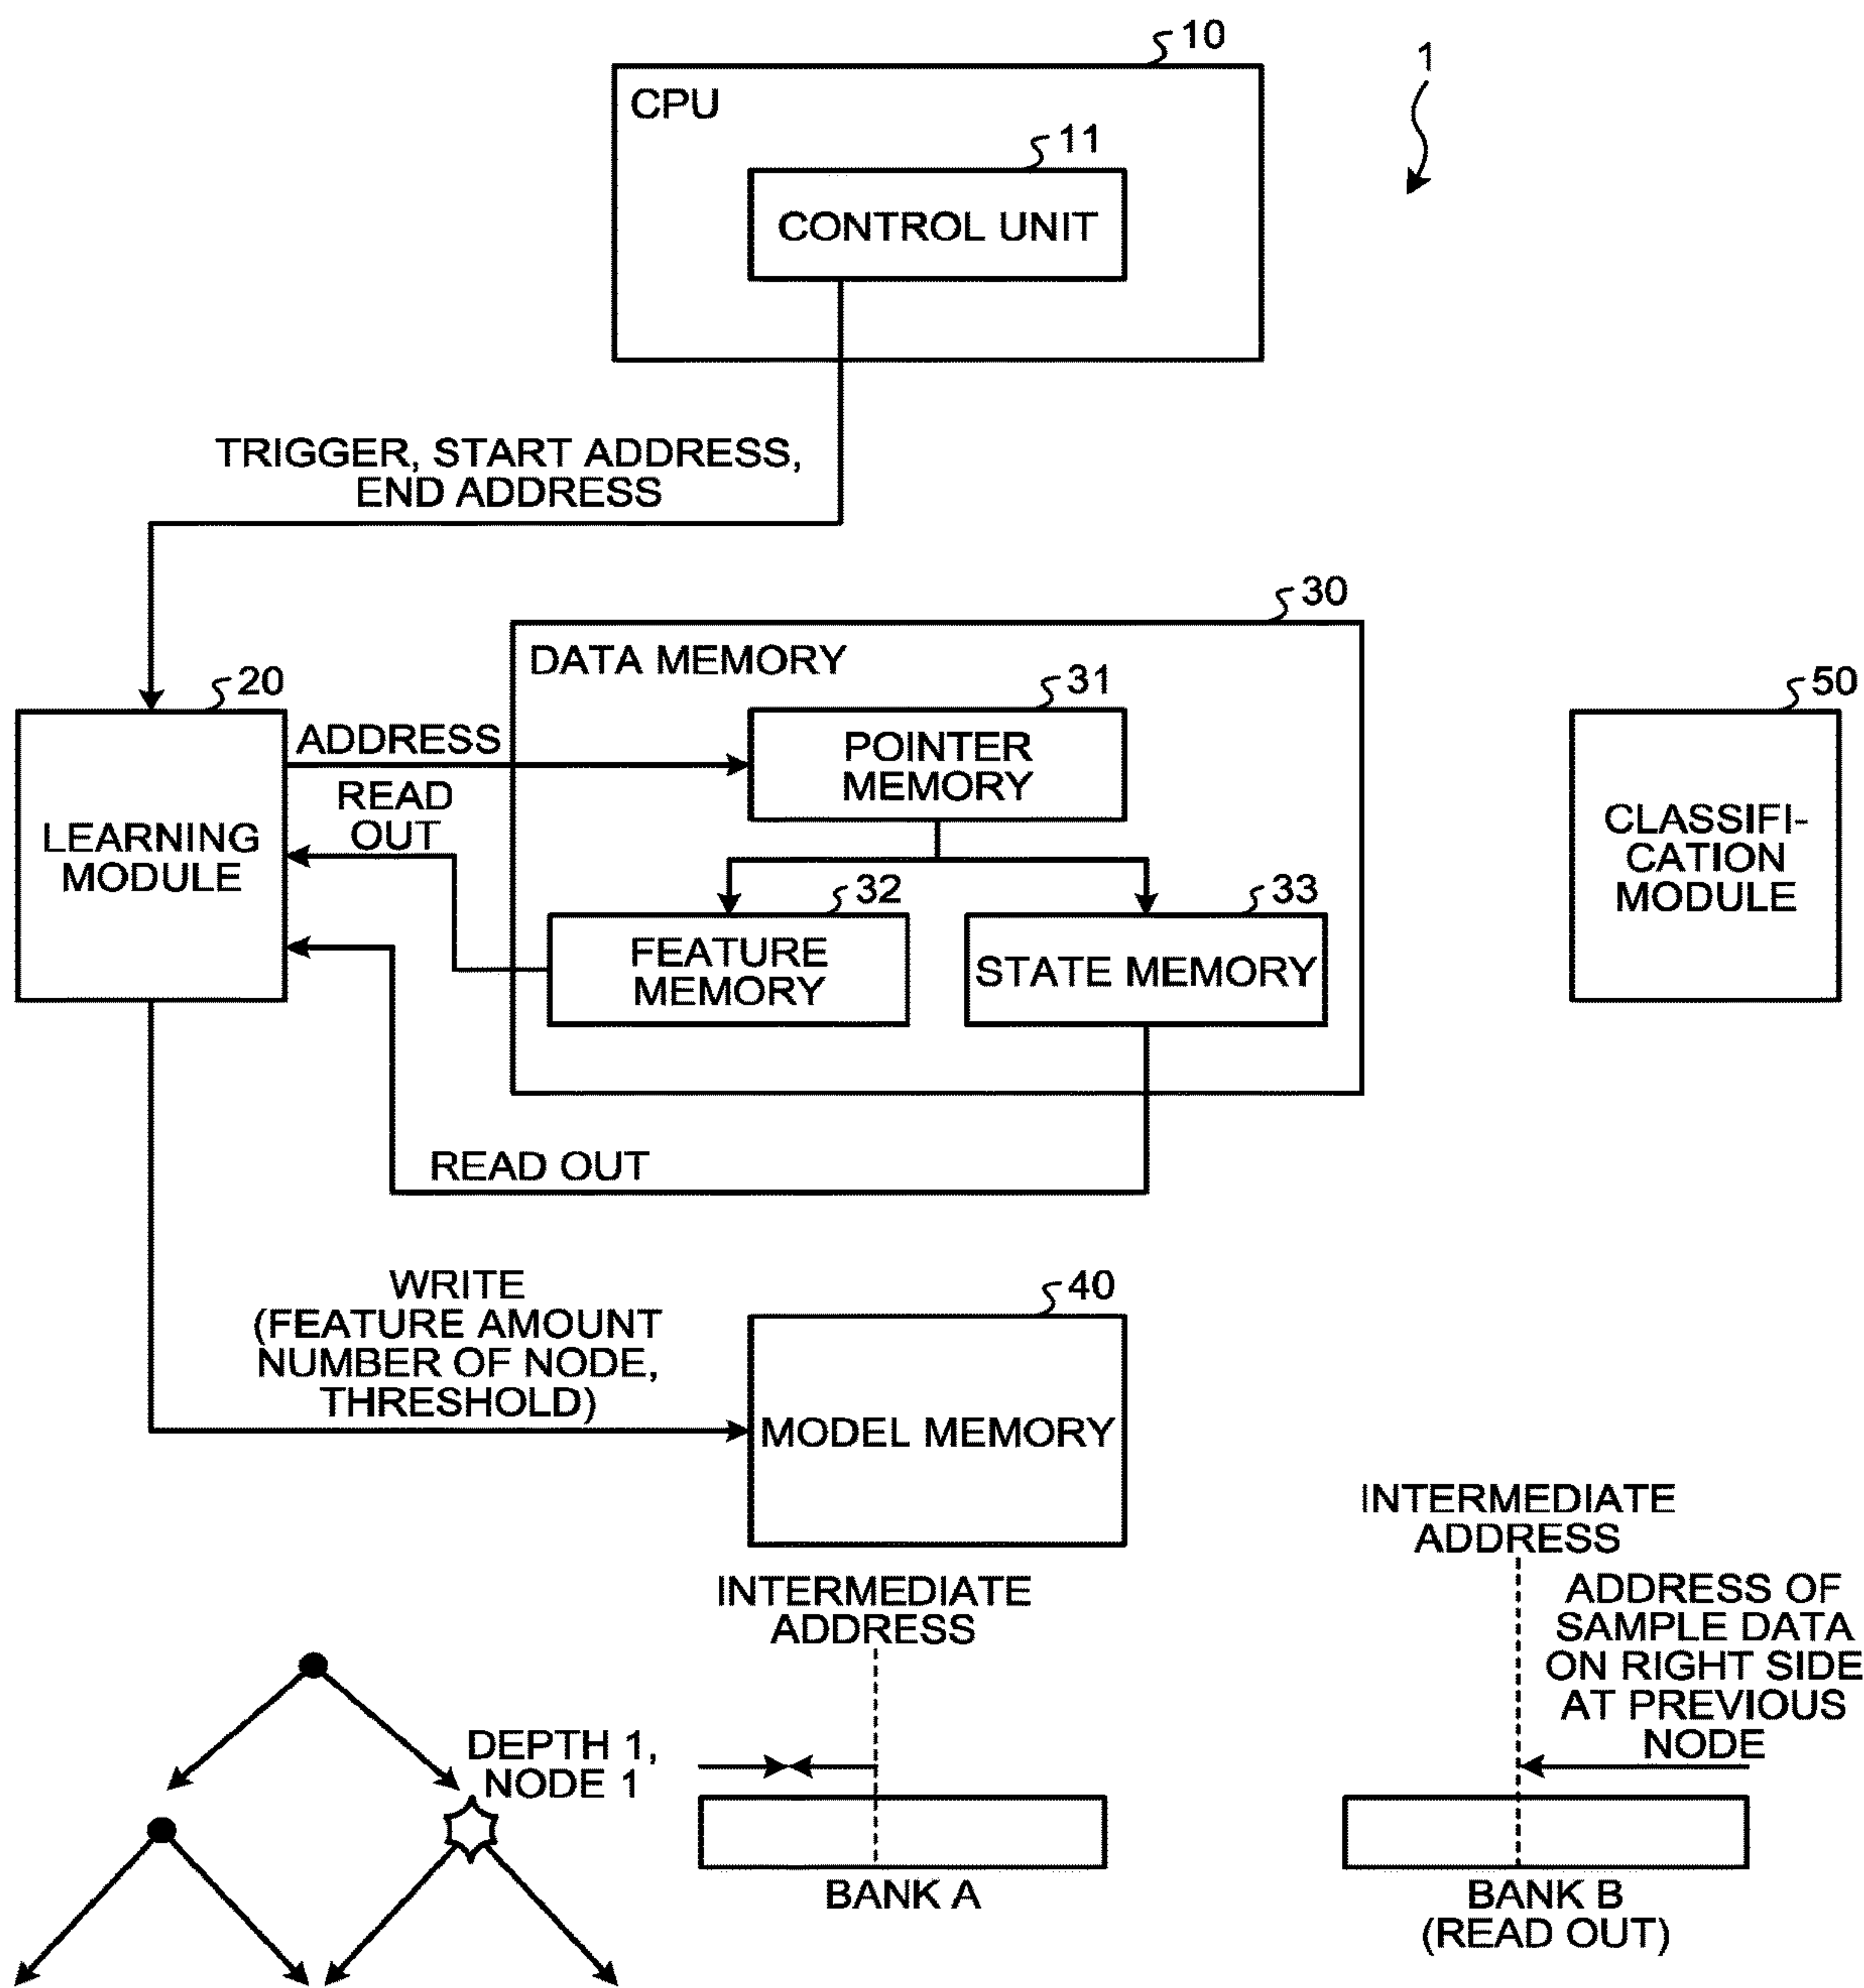 10
1
CPU
11
CONTROL UNIT
TRIGGER, START ADDRESS,
END ADDRESS
30
DATA MEMORY
20
31
50
ADDRESS
POINTER
MEMORY
READ
OUT
LEARNING
MODULE
CLASSIFI-
CATION
MODULE
32
33
FEATURE
MEMORY
STATE MEMORY
READ OUT
WRITE
(FEATURE AMOUNT
NUMBER OF NODE,
THRESHOLD)
40
MODEL MEMORY
INTERMEDIATE
ADDRESS
INTERMEDIATE
ADDRESS
ADDRESS OF
SAMPLE DATA
ON RIGHT SIDE
AT PREVIOUS
NODE
DEPTH 1,
NODE 1
BANK A
BANK B
(READ OUT)